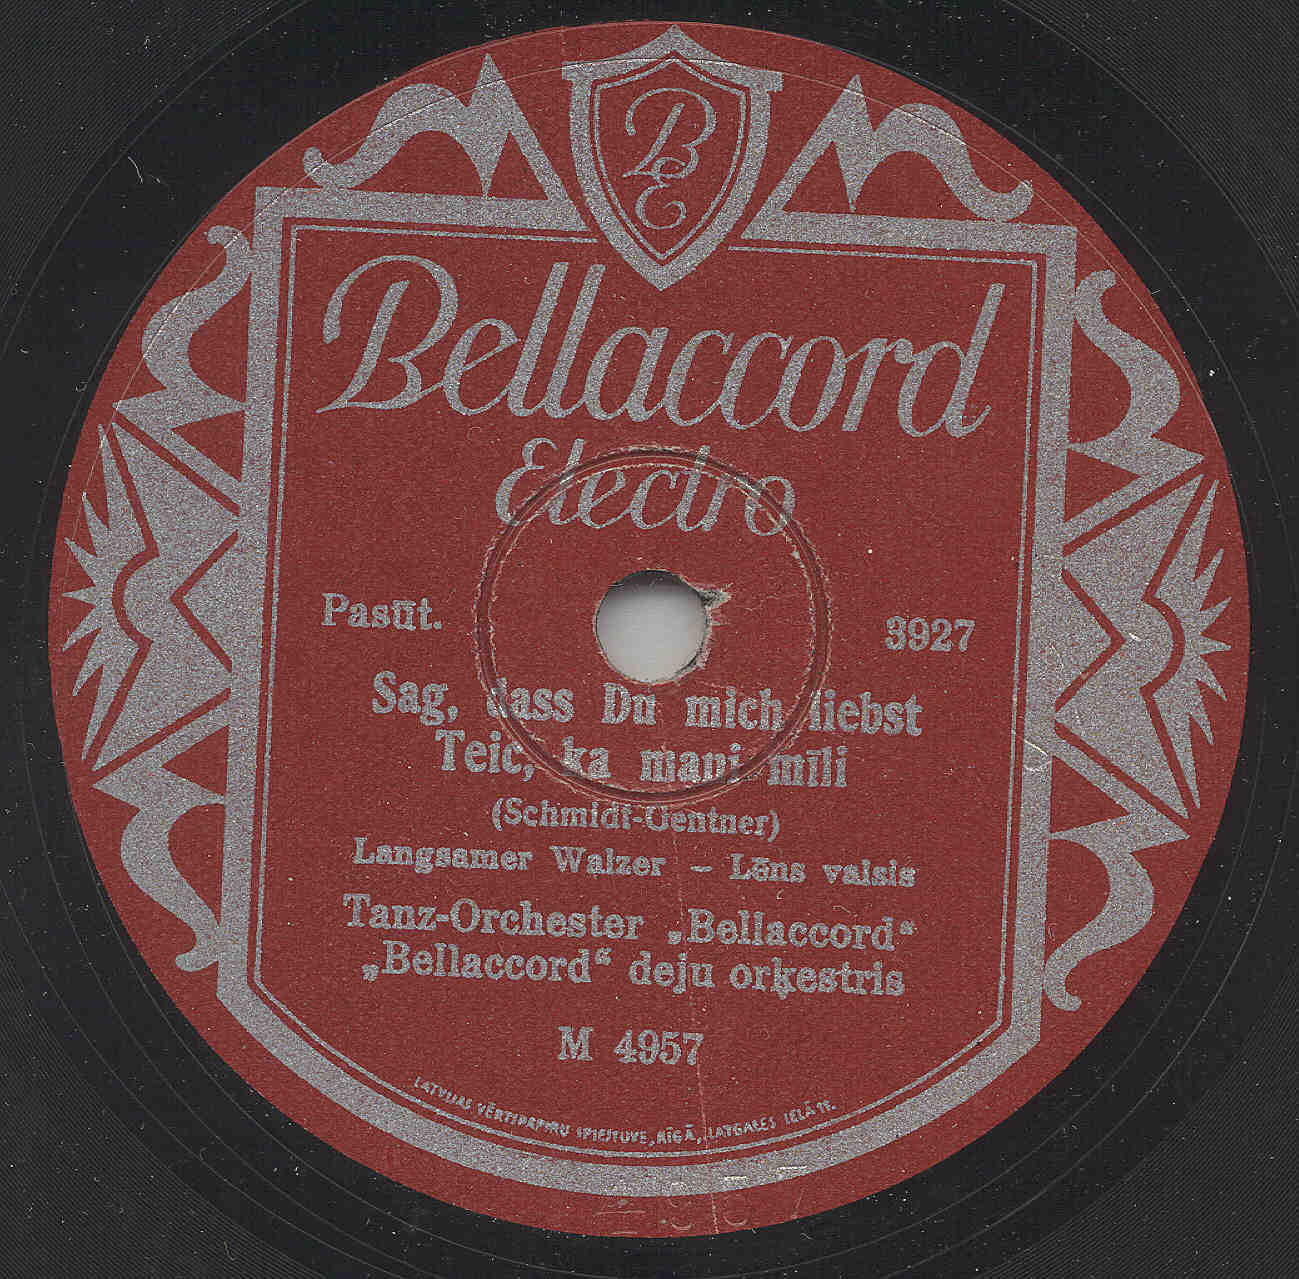 BE
Bellaccord
Electro
Pasūt. 3927
Sag, dass Du mich liebst
Teic, ka mani mīli
(Schmidt-Gentner)
Langsamer Walzer – Lēns valsis
Tanz-Orchester „Bellaccord“
„Bellaccord“ deju orķestris
M 4957
LATVIJAS VĒRTSPAPĪRU SPIESTUVE, RĪGĀ, LATGALES IELĀ